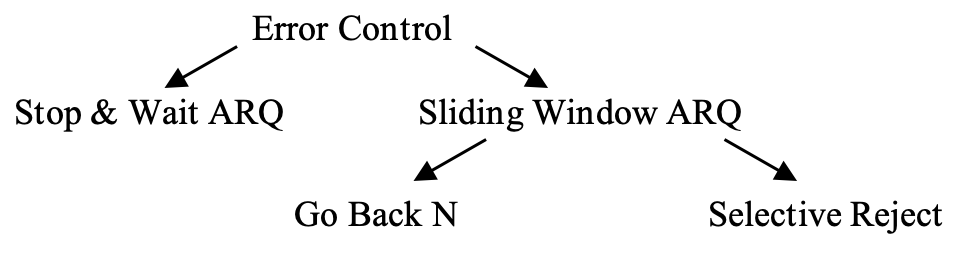 Error Control
Stop & Wait ARQ
Sliding Window ARQ
Go Back N
Selective Reject